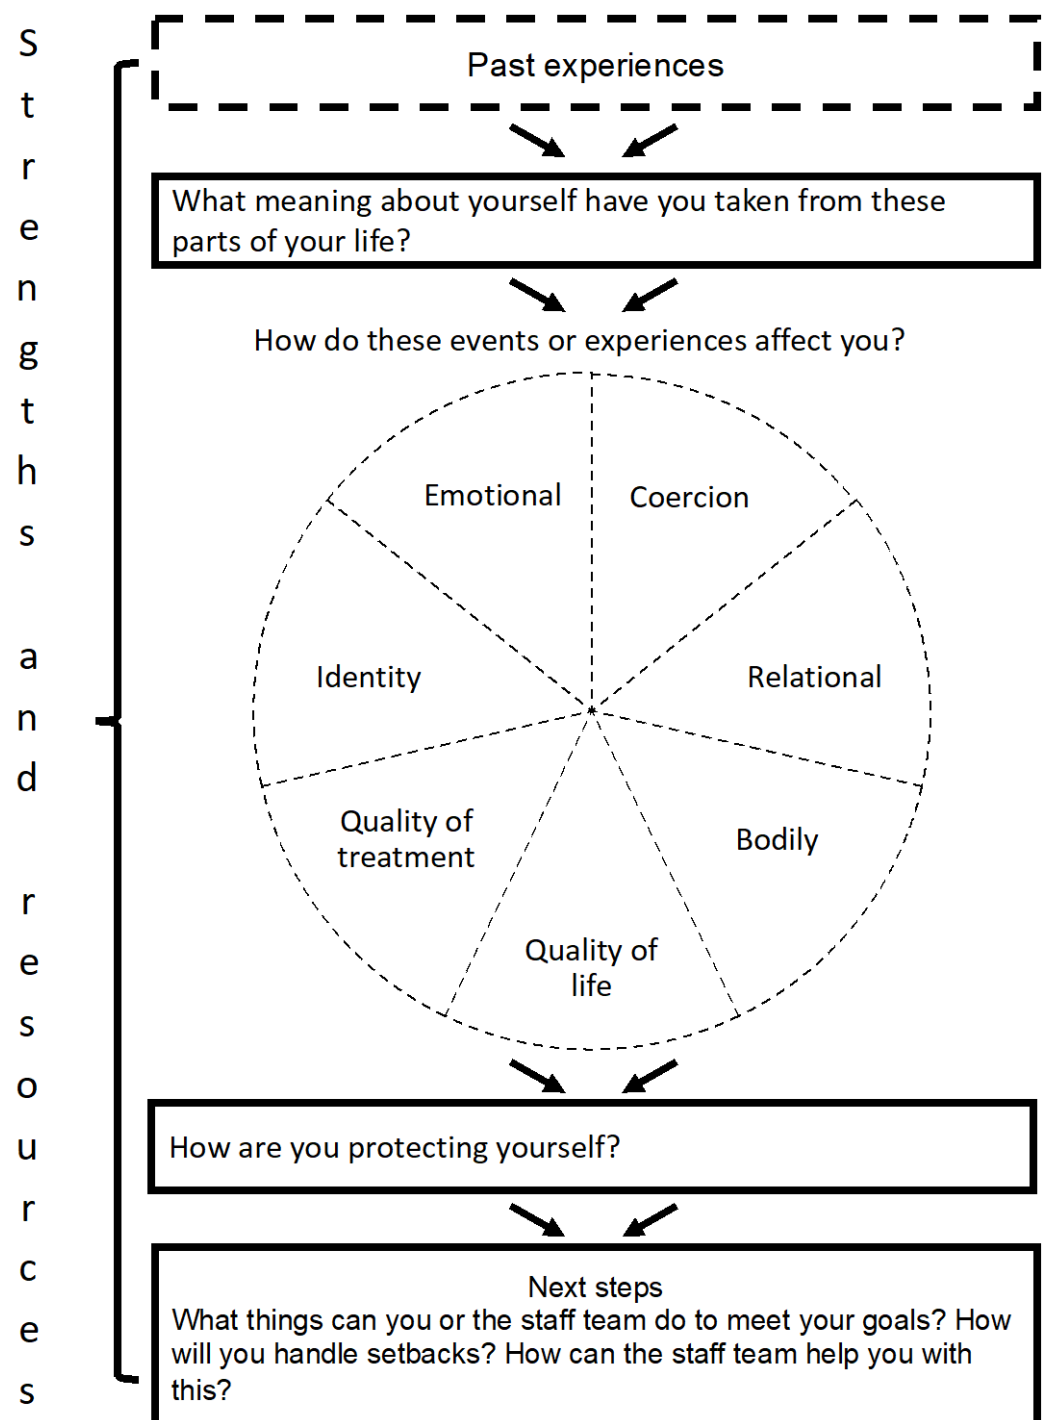 Strengths and resources
Past experiences
What meaning about yourself have you taken from these
parts of your life?
How do these events or experiences affect you?
Emotional
Coercion
Identity
Relational
Quality of
treatment
Bodily
Quality of
life
How are you protecting yourself?
Next steps
What things can you or the staff team do to meet your goals? How
will you handle setbacks? How can the staff team help you with
this?